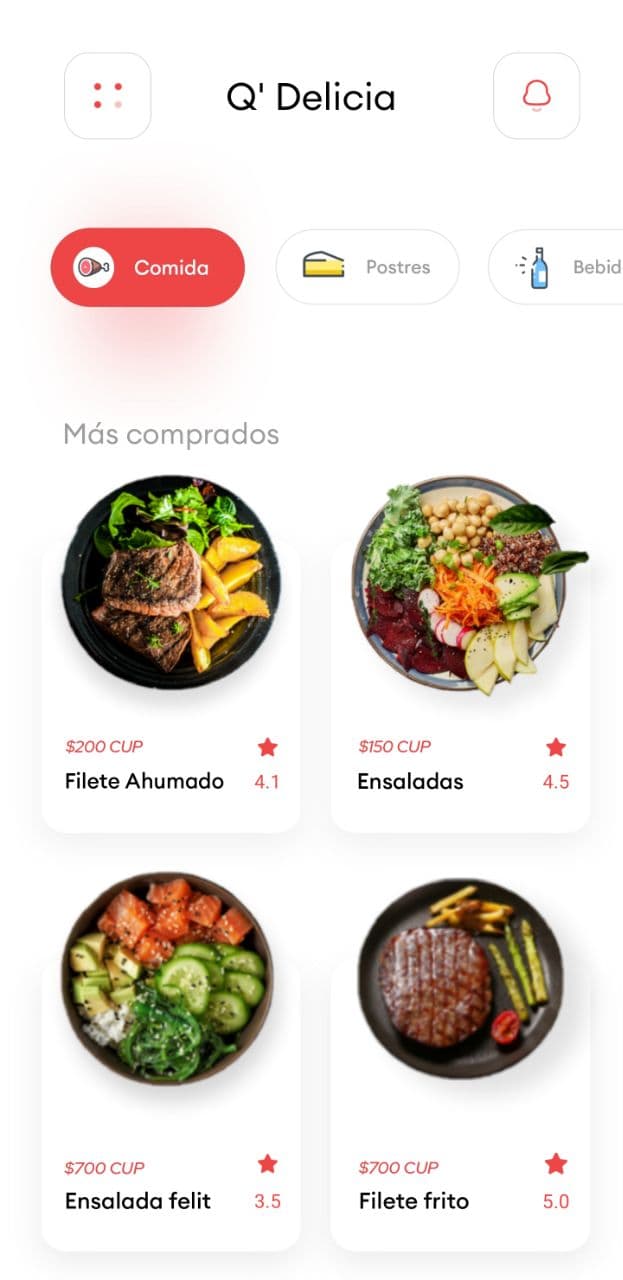 Q' Delicia
Comida
Postres
Bebid
Más comprados
$200 CUP
Filete Ahumado
4.1
$150 CUP
Ensaladas
4.5
$700 CUP
Ensalada felit
3.5
$700 CUP
Filete frito
5.0